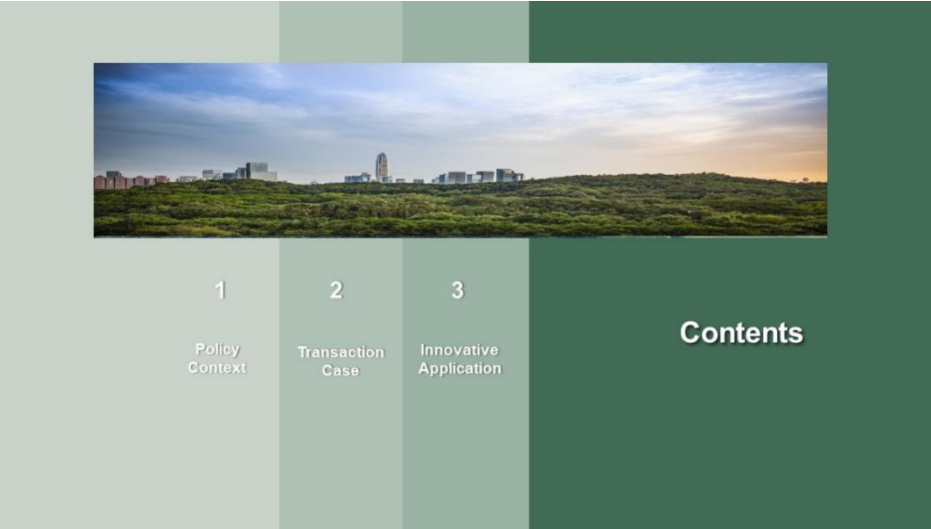 1
Policy
Context
2
Transaction
Case
3
Innovative
Application
Contents